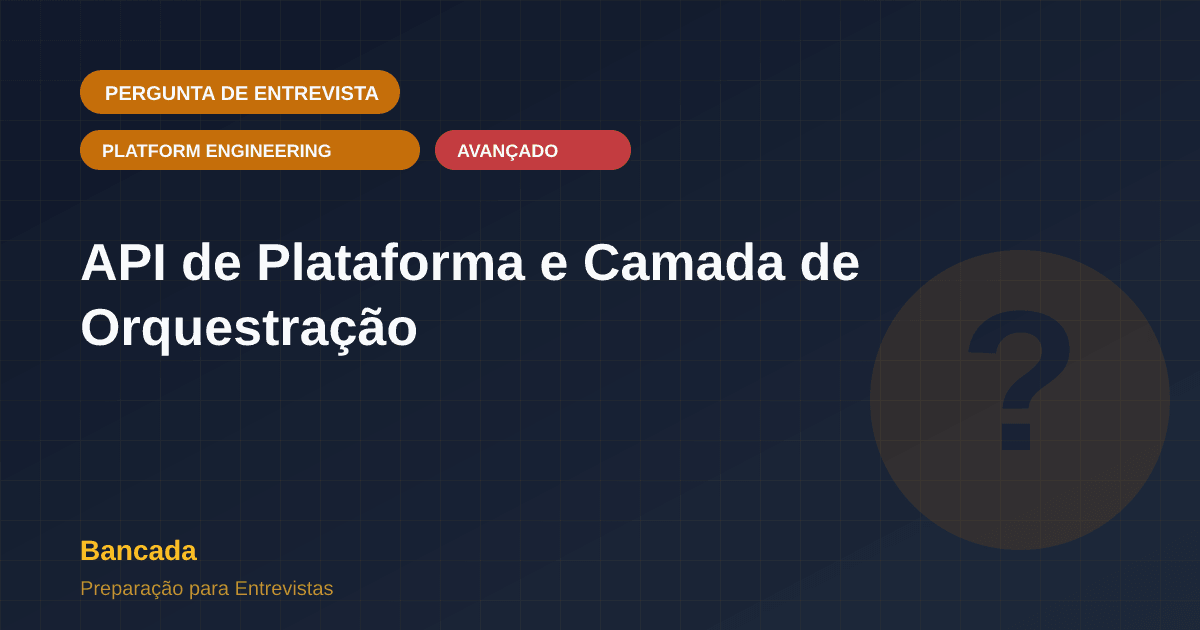 PERGUNTA DE ENTREVISTA
PLATFORM ENGINEERING
AVANÇADO
API de Plataforma e Camada de
Orquestração
?
Bancada
Preparação para Entrevistas